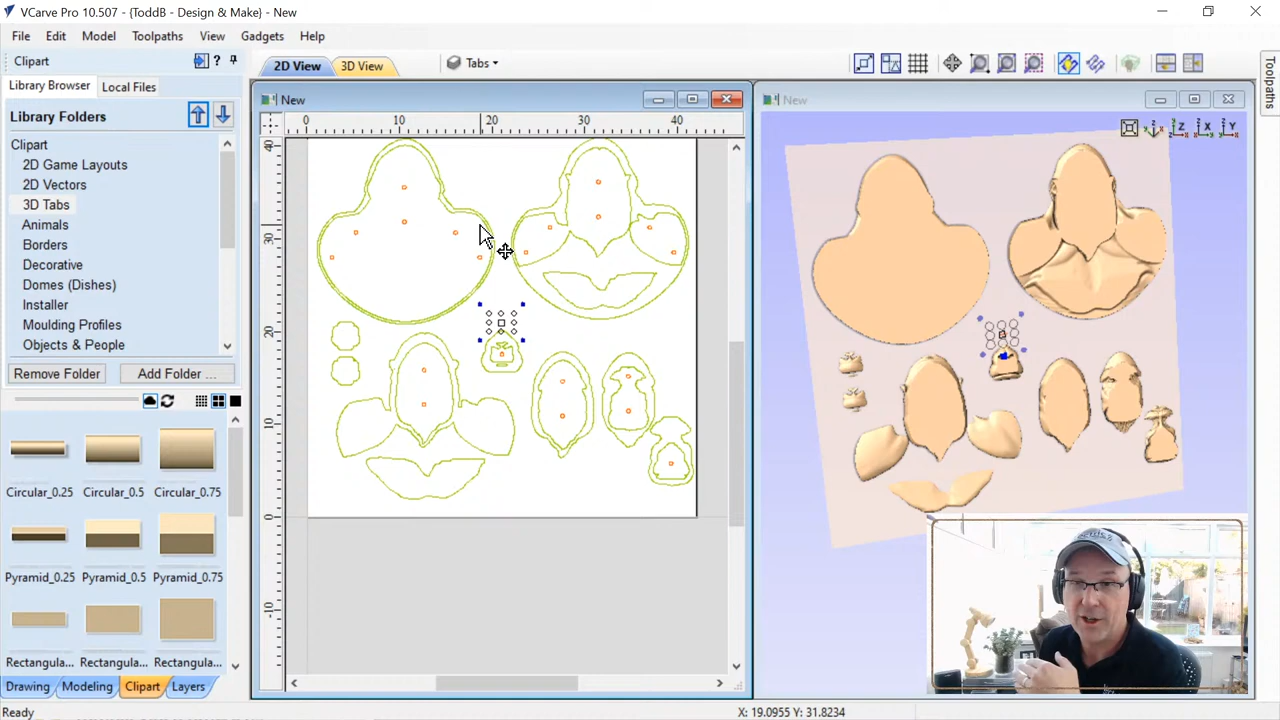 VCarve Pro 10.507 - {ToddB - Design & Make} - New
File Edit Model Toolpaths View Gadgets Help
Clipart ?
2D View 3D View Tabs
Library Browser Local Files
Library Folders
Clipart
2D Game Layouts
2D Vectors
3D Tabs
Animals
Borders
Decorative
Domes (Dishes)
Installer
Moulding Profiles
Objects & People
Remove Folder Add Folder ...
Circular_0.25 Circular_0.5 Circular_0.75
Pyramid_0.25 Pyramid_0.5 Pyramid_0.75
Rectangula... Rectangula... Rectangula...
Drawing Modeling Clipart Layers
Ready
New
0 10 20 30 40
40
30
20
10
0
-10
New
Z X Y
Toolpaths
X: 19.0955 Y: 31.8234